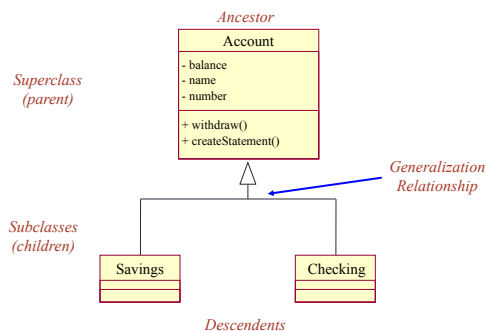 Ancestor
Account
- balance
- name
- number
+ withdraw()
+ createStatement()
Superclass
(parent)
Generalization
Relationship
Subclasses
(children)
Savings
Checking
Descendents